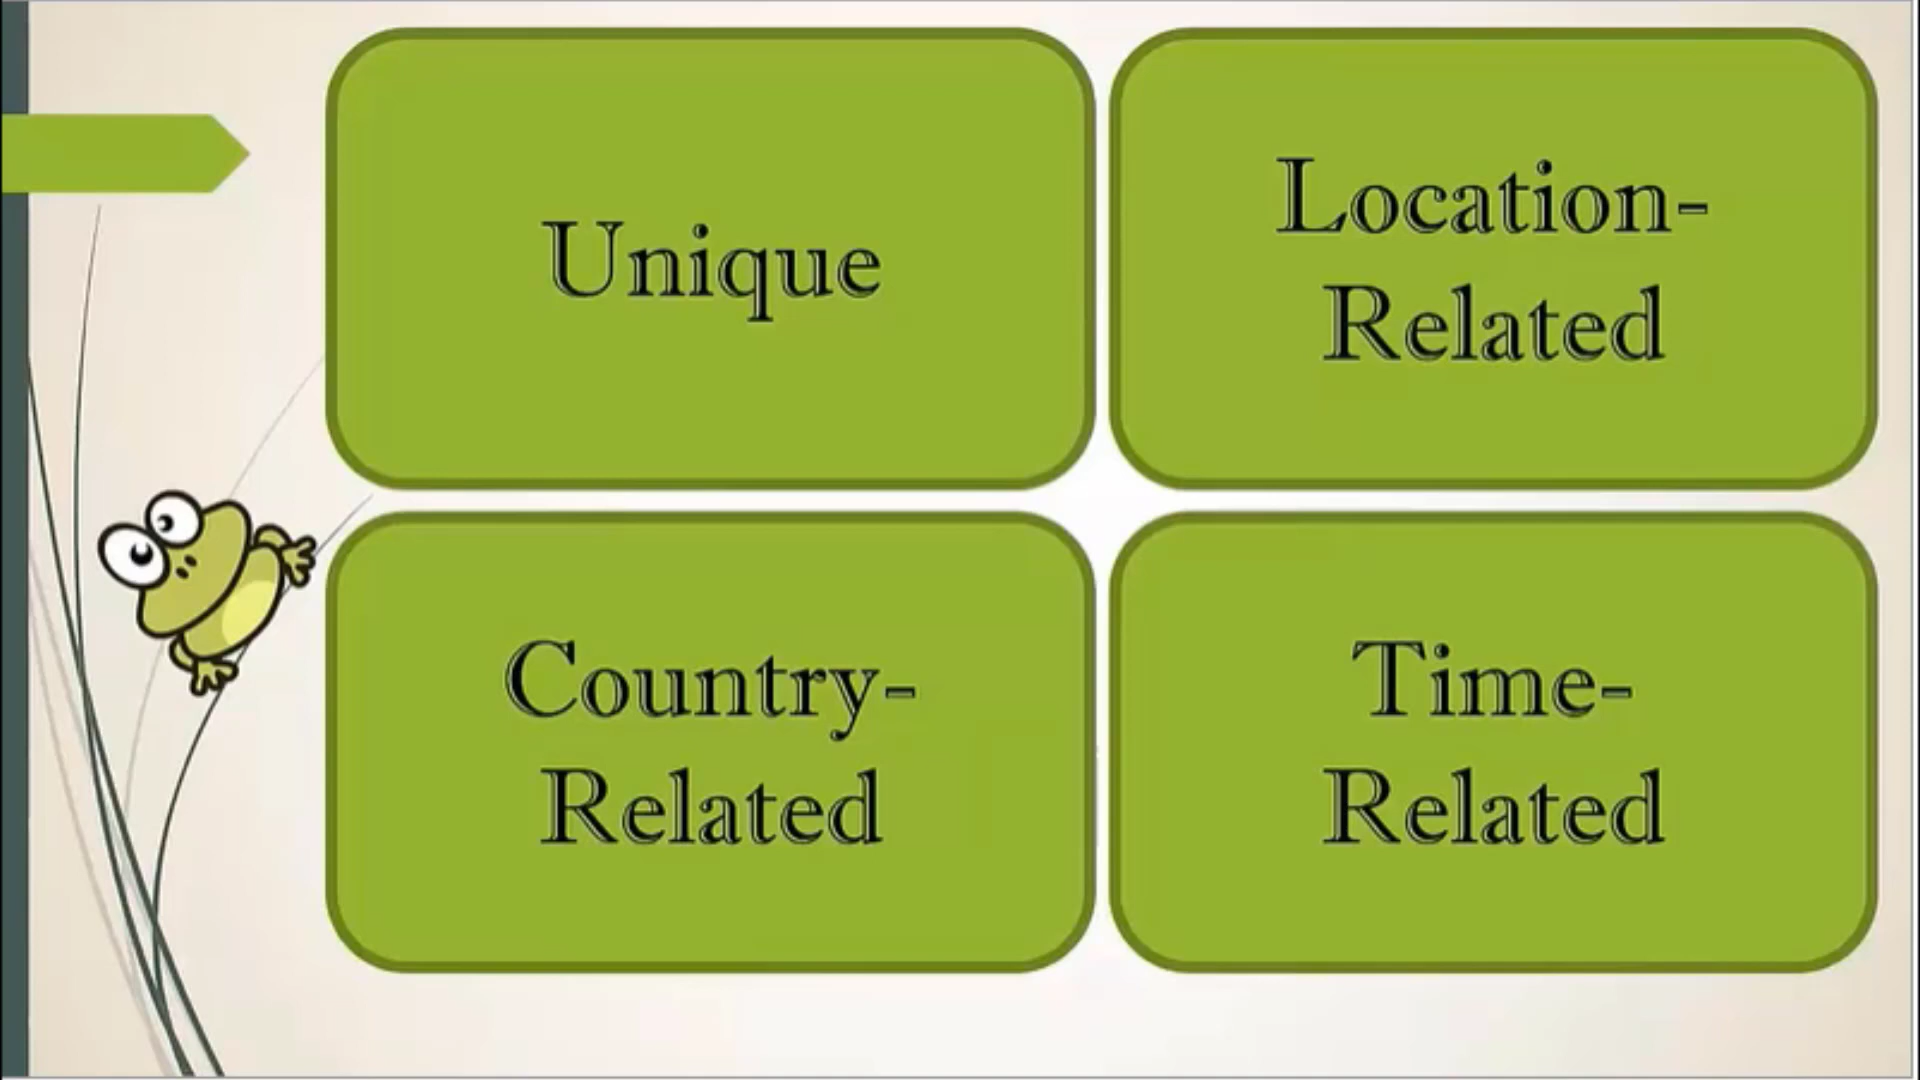 Unique
Location-
Related
Country-
Related
Time-
Related